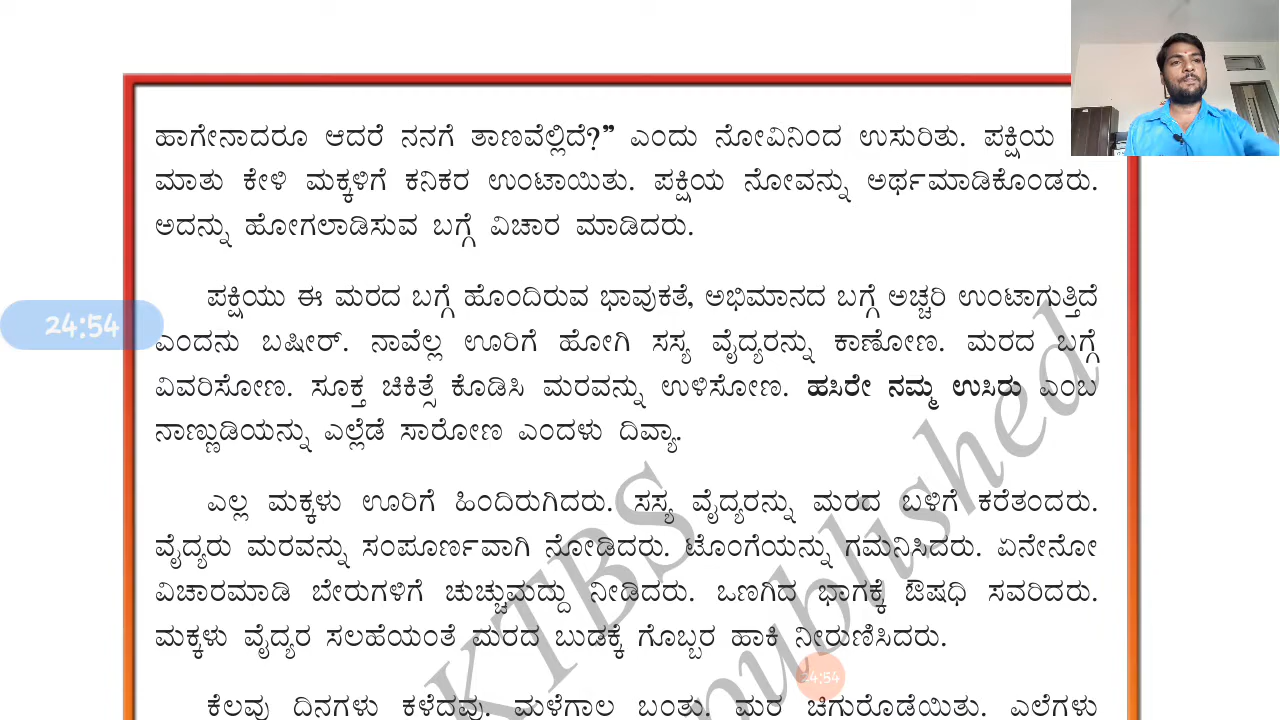 ಹಾಗೇನಾದರೂ ಆದರೆ ನನಗೆ ತಾಣವೆಲ್ಲಿದೆ?” ಎಂದು ನೋವಿನಿಂದ ಉಸುರಿತು. ಪಕ್ಷಿಯ
ಮಾತು ಕೇಳಿ ಮಕ್ಕಳಿಗೆ ಕನಿಕರ ಉಂಟಾಯಿತು. ಪಕ್ಷಿಯ ನೋವನ್ನು ಅರ್ಥಮಾಡಿಕೊಂಡರು.
ಅದನ್ನು ಹೋಗಲಾಡಿಸುವ ಬಗ್ಗೆ ವಿಚಾರ ಮಾಡಿದರು.
ಪಕ್ಷಿಯು ಈ ಮರದ ಬಗ್ಗೆ ಹೊಂದಿರುವ ಭಾವುಕತೆ, ಅಭಿಮಾನದ ಬಗ್ಗೆ ಅಚ್ಚರಿ ಉಂಟಾಗುತ್ತಿದೆ
24:54
ಎಂದನು ಬಷೀರ್. ನಾವೆಲ್ಲ ಊರಿಗೆ ಹೋಗಿ ಸಸ್ಯ ವೈದ್ಯರನ್ನು ಕಾಣೋಣ. ಮರದ ಬಗ್ಗೆ
ವಿವರಿಸೋಣ. ಸೂಕ್ತ ಚಿಕಿತ್ಸೆ ಕೊಡಿಸಿ ಮರವನ್ನು ಉಳಿಸೋಣ. ಹಸಿರೇ ನಮ್ಮ ಉಸಿರು ಎಂಬ
ನಾಣ್ಣುಡಿಯನ್ನು ಎಲ್ಲೆಡೆ ಸಾರೋಣ ಎಂದಳು ದಿವ್ಯಾ.
ಎಲ್ಲ ಮಕ್ಕಳು ಊರಿಗೆ ಹಿಂದಿರುಗಿದರು. ಸಸ್ಯ ವೈದ್ಯರನ್ನು ಮರದ ಬಳಿಗೆ ಕರೆತಂದರು.
ವೈದ್ಯರು ಮರವನ್ನು ಸಂಪೂರ್ಣವಾಗಿ ನೋಡಿದರು. ಟೊಂಗೆಯನ್ನು ಗಮನಿಸಿದರು. ಏನೇನೋ
ವಿಚಾರಮಾಡಿ ಬೇರುಗಳಿಗೆ ಚುಚ್ಚುಮದ್ದು ನೀಡಿದರು. ಒಣಗಿದ ಭಾಗಕ್ಕೆ ಔಷಧಿ ಸವರಿದರು.
ಮಕ್ಕಳು ವೈದ್ಯರ ಸಲಹೆಯಂತೆ ಮರದ ಬುಡಕ್ಕೆ ಗೊಬ್ಬರ ಹಾಕಿ ನೀರುಣಿಸಿದರು.
24:54
ಕೆಲವು ದಿನಗಳು ಕಳೆದವು. ಮಳೆಗಾಲ ಬಂತು. ಮರ ಚಿಗುರೊಡೆಯಿತು. ಎಲೆಗಳು
KTBS
published